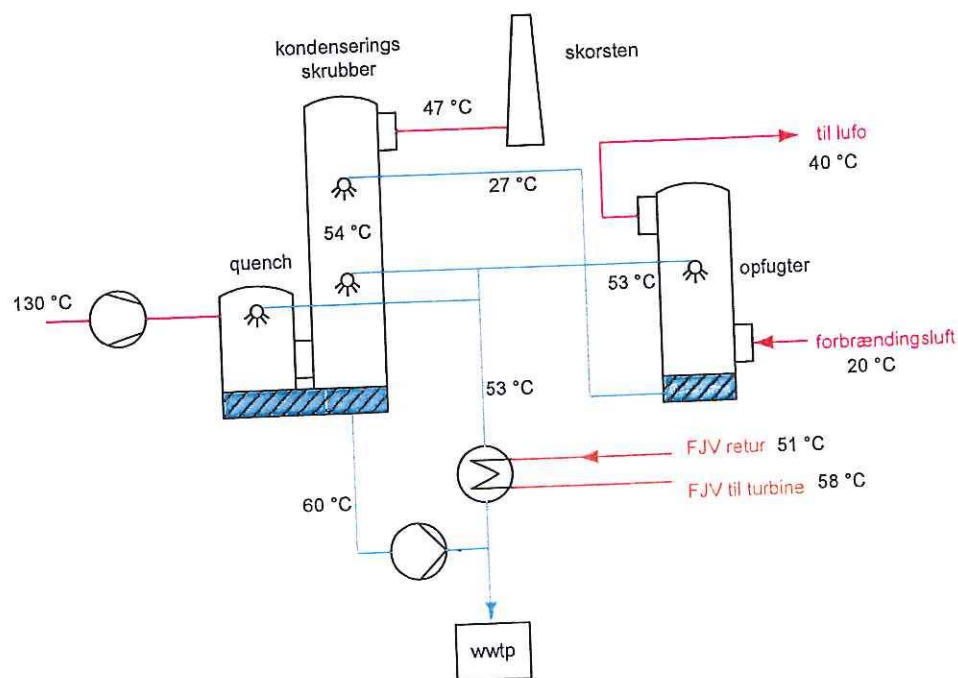 kondenserings
skrubber
skorsten
47 °C
til lufo
40 °C
27 °C
54 °C
quench
53 °C
opfugter
130 °C
forbrændingsluft
20 °C
53 °C
FJV retur 51 °C
FJV til turbine 58 °C
60 °C
wwtp